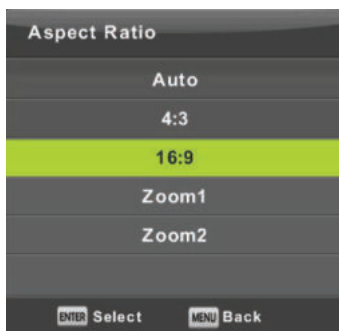 Aspect Ratio
Auto
4:3
16:9
Zoom1
Zoom2
ENTER Select MENU Back